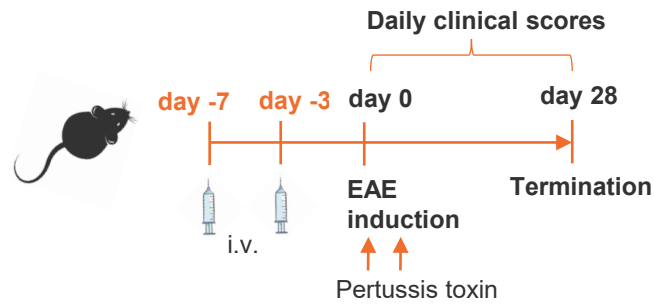 Daily clinical scores
day -7 day -3 day 0 day 28
EAE Termination
induction
i.v.
Pertussis toxin